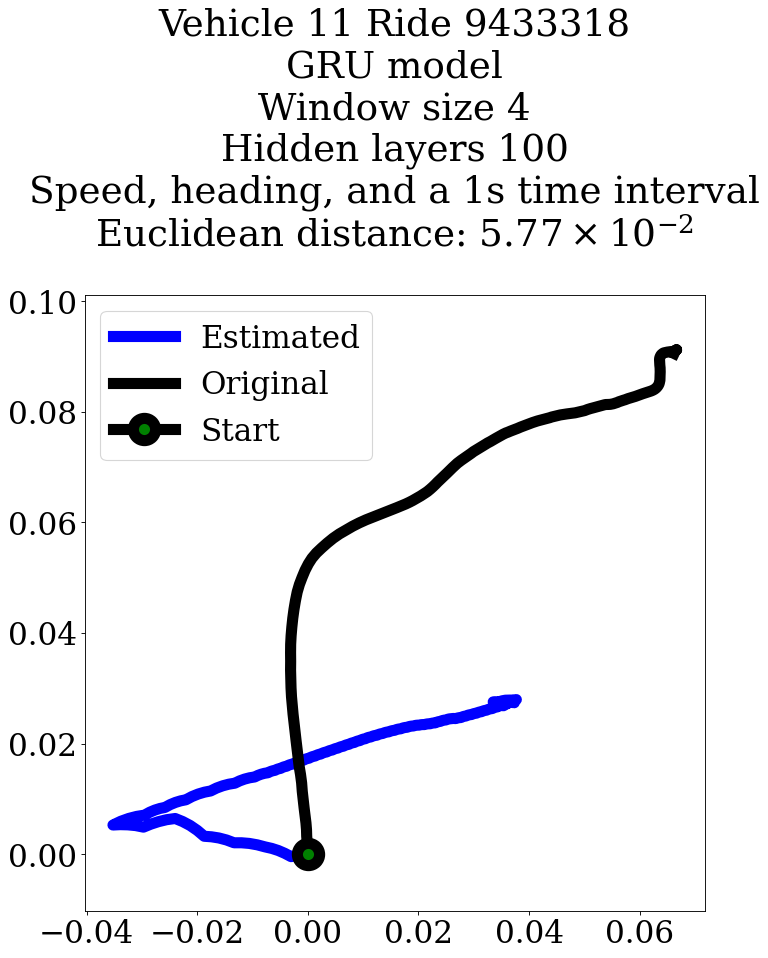 Vehicle 11 Ride 9433318
GRU model
Window size 4
Hidden layers 100
Speed, heading, and a 1s time interval
Euclidean distance: 5.77 × 10⁻²
0.10
Estimated
Original
0.08
Start
0.06
0.04
0.02
0.00
−0.04 −0.02 0.00 0.02 0.04 0.06